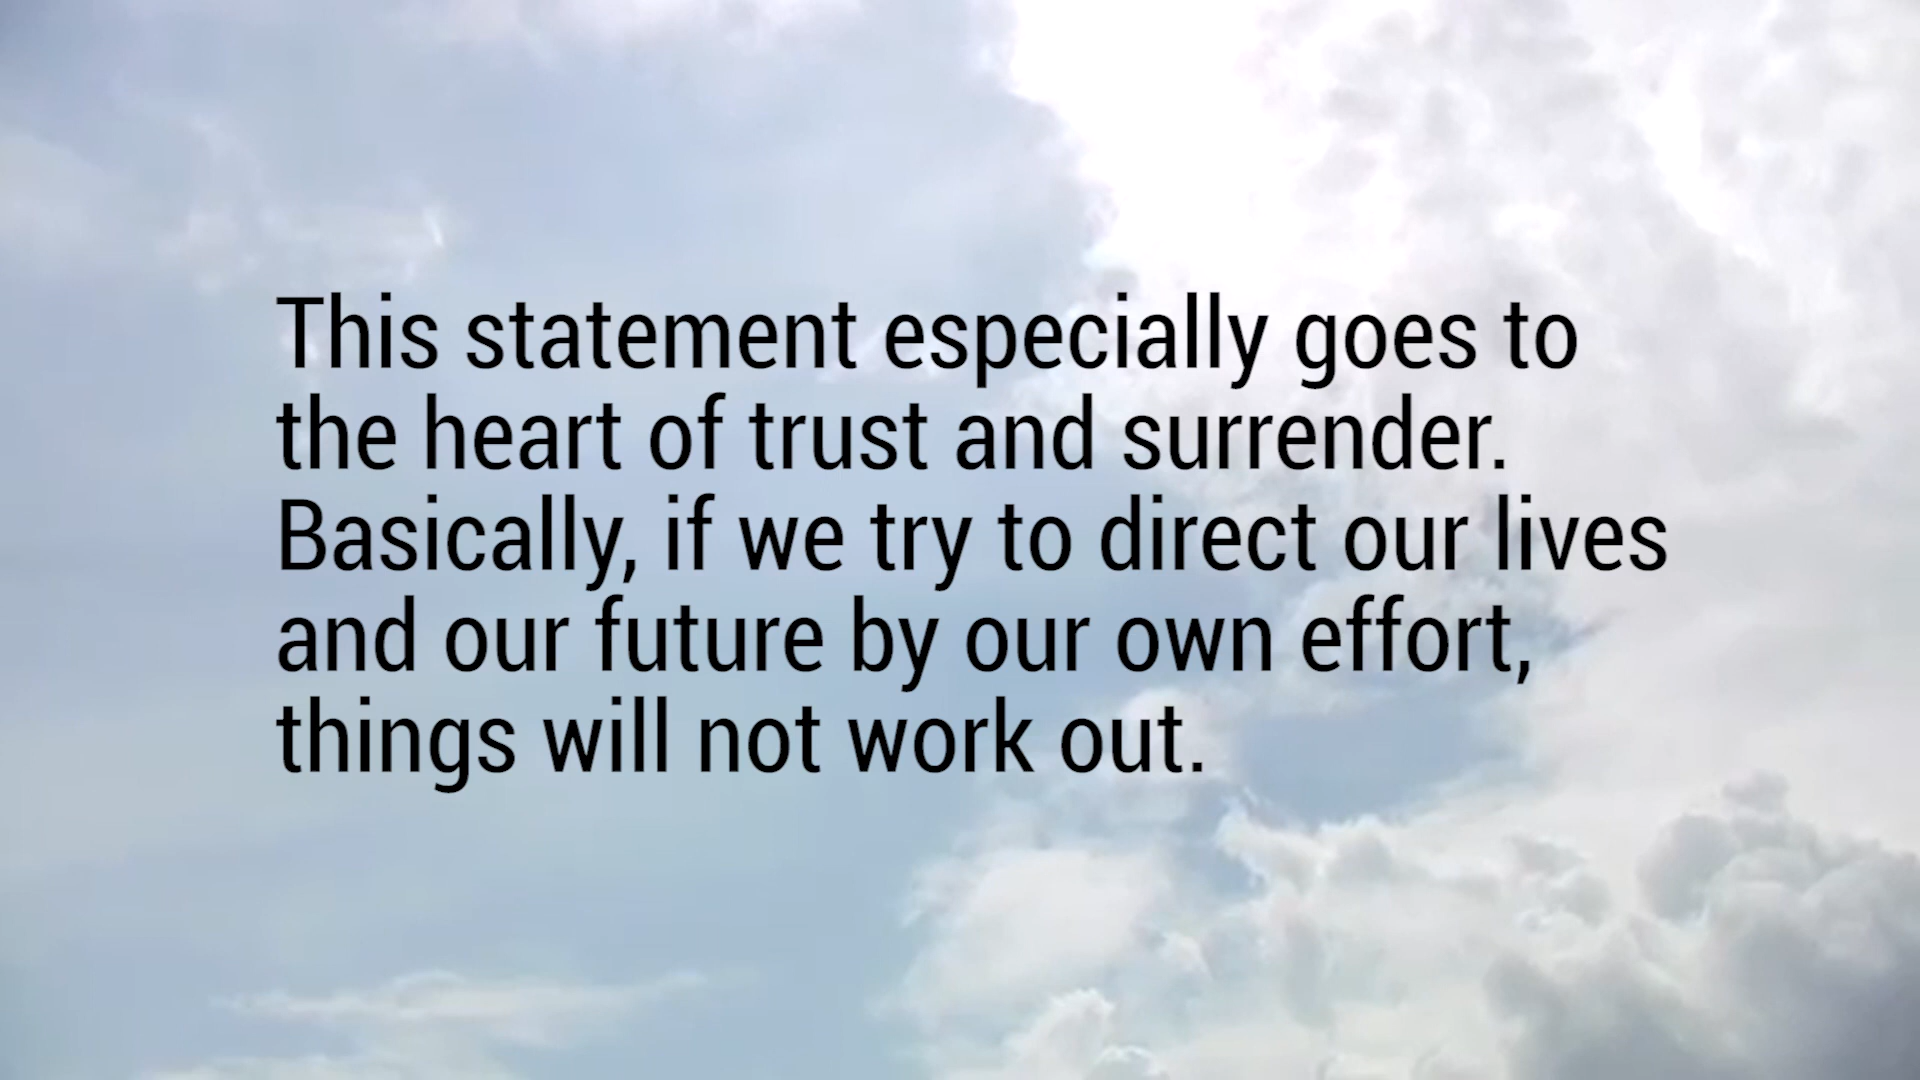 This statement especially goes to
the heart of trust and surrender.
Basically, if we try to direct our lives
and our future by our own effort,
things will not work out.